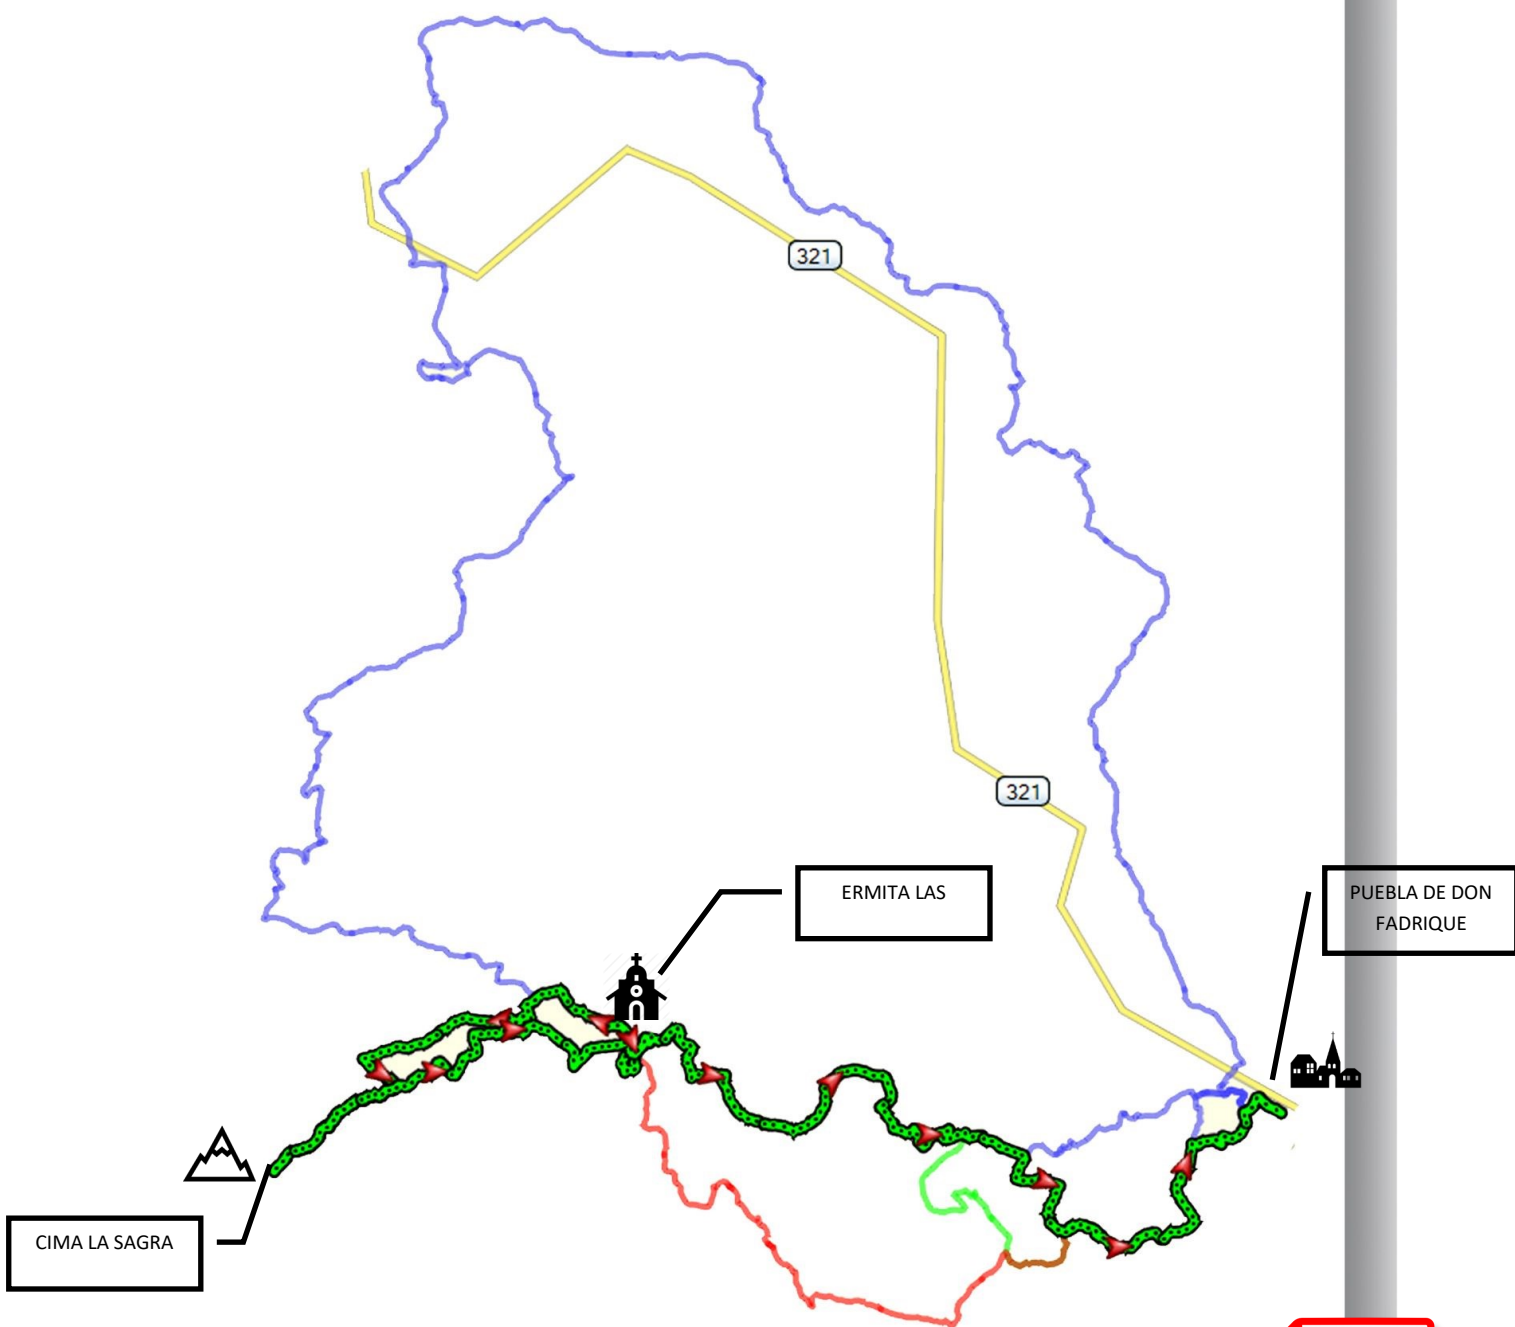 321
321
ERMITA LAS
PUEBLA DE DON
FADRIQUE
CIMA LA SAGRA